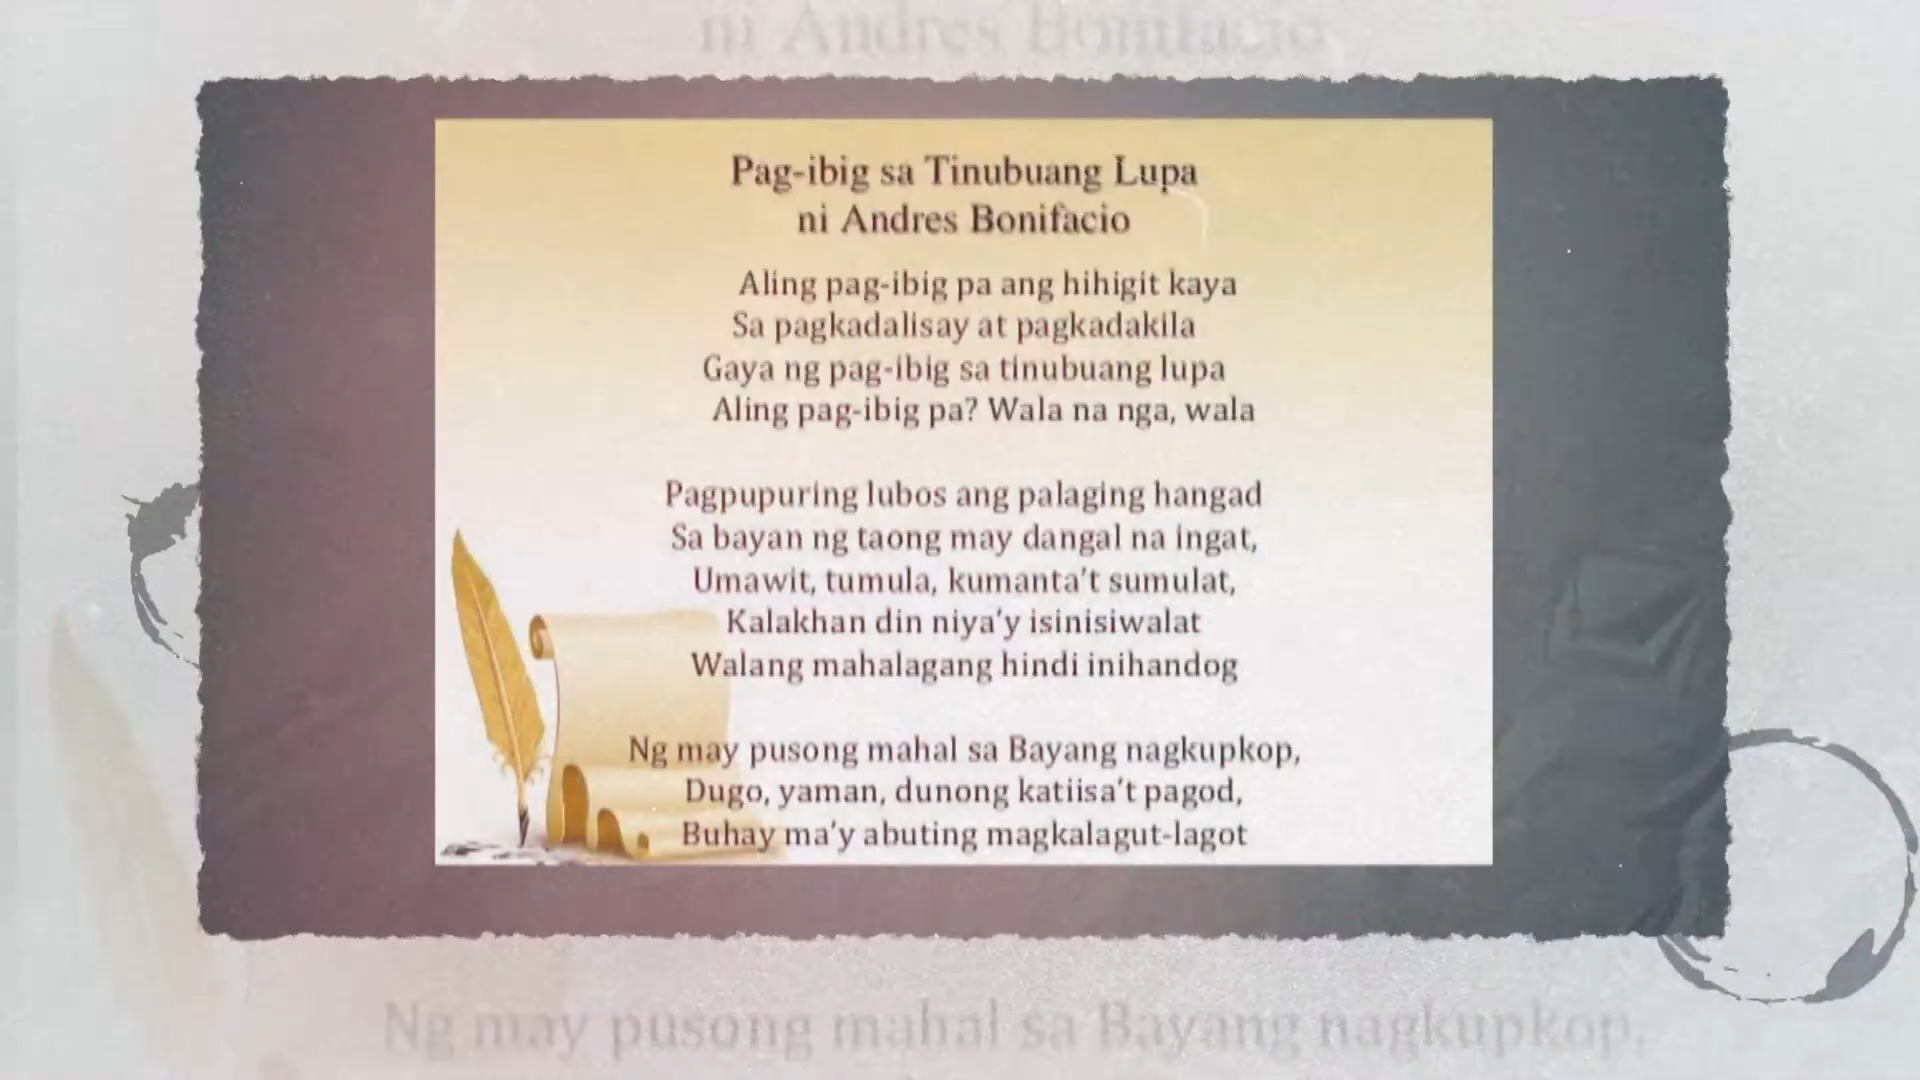 ni Andres Bonifacio
Pag-ibig sa Tinubuang Lupa
ni Andres Bonifacio
Aling pag-ibig pa ang hihigit kaya
Sa pagkadalisay at pagkadakila
Gaya ng pag-ibig sa tinubuang lupa
Aling pag-ibig pa? Wala na nga, wala
Pagpupuring lubos ang palaging hangad
Sa bayan ng taong may dangal na ingat,
Umawit, tumula, kumanta't sumulat,
Kalakhan din niya'y isinisiwalat
Walang mahalagang hindi inihandog
Ng may pusong mahal sa Bayang nagkupkop,
Dugo, yaman, dunong katiisa't pagod,
Buhay ma'y abuting magkalagut-lagot
Ng may pusong mahal sa Bayang nagkupkop,